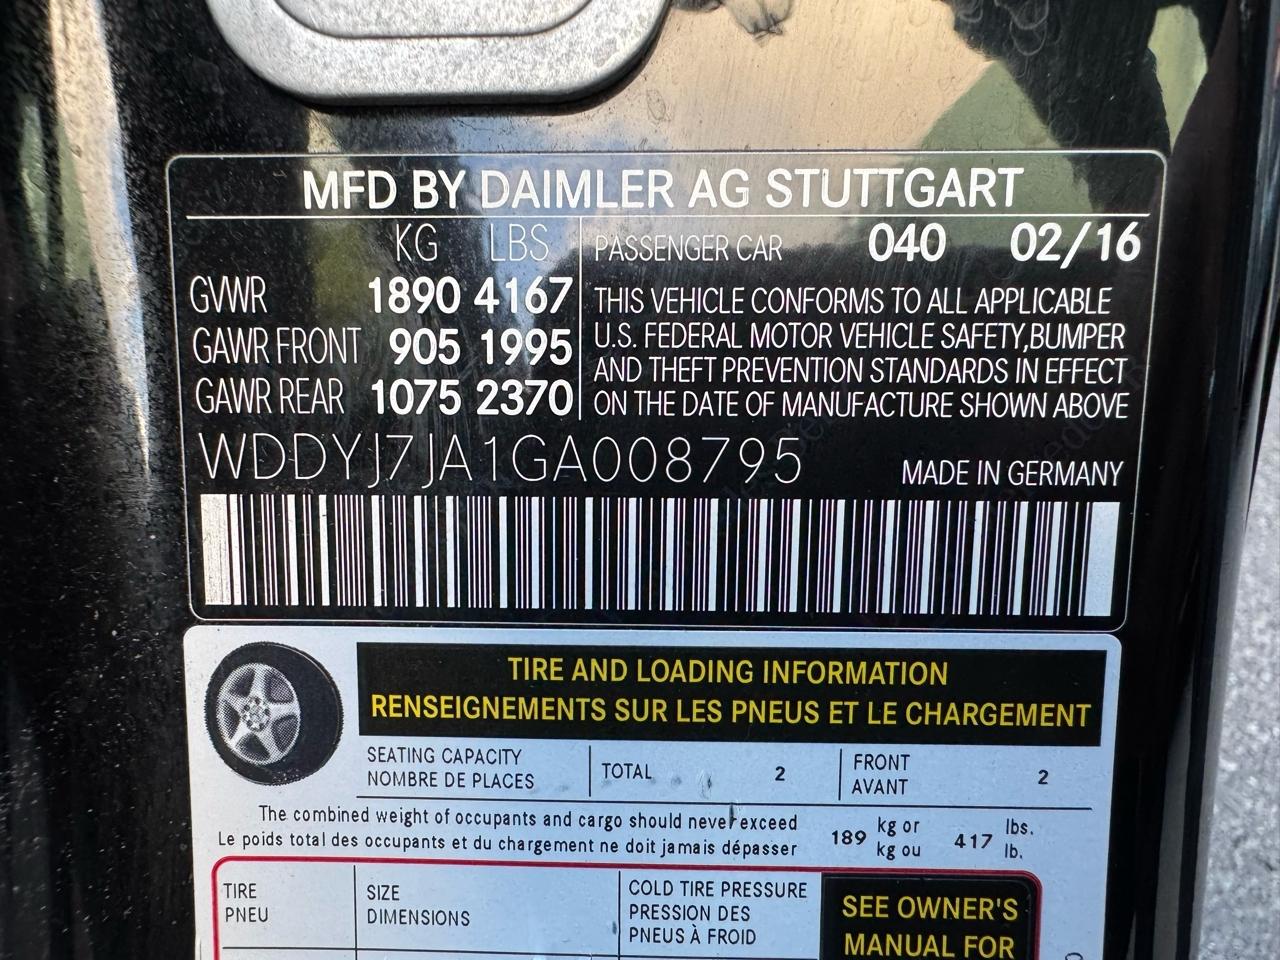 MFD BY DAIMLER AG STUTTGART
KG LBS
PASSENGER CAR 040 02/16
GVWR 1890 4167
GAWR FRONT 905 1995
GAWR REAR 1075 2370
THIS VEHICLE CONFORMS TO ALL APPLICABLE
U.S. FEDERAL MOTOR VEHICLE SAFETY,BUMPER
AND THEFT PREVENTION STANDARDS IN EFFECT
ON THE DATE OF MANUFACTURE SHOWN ABOVE
WDDYJ7JA1GA008795
MADE IN GERMANY
TIRE AND LOADING INFORMATION
RENSEIGNEMENTS SUR LES PNEUS ET LE CHARGEMENT
SEATING CAPACITY
NOMBRE DE PLACES
TOTAL 2
FRONT
AVANT
2
The combined weight of occupants and cargo should never exceed
Le poids total des occupants et du chargement ne doit jamais dépasser
189 kg or
kg ou
417 lbs.
lb.
TIRE
PNEU
SIZE
DIMENSIONS
COLD TIRE PRESSURE
PRESSION DES
PNEUS À FROID
SEE OWNER'S
MANUAL FOR